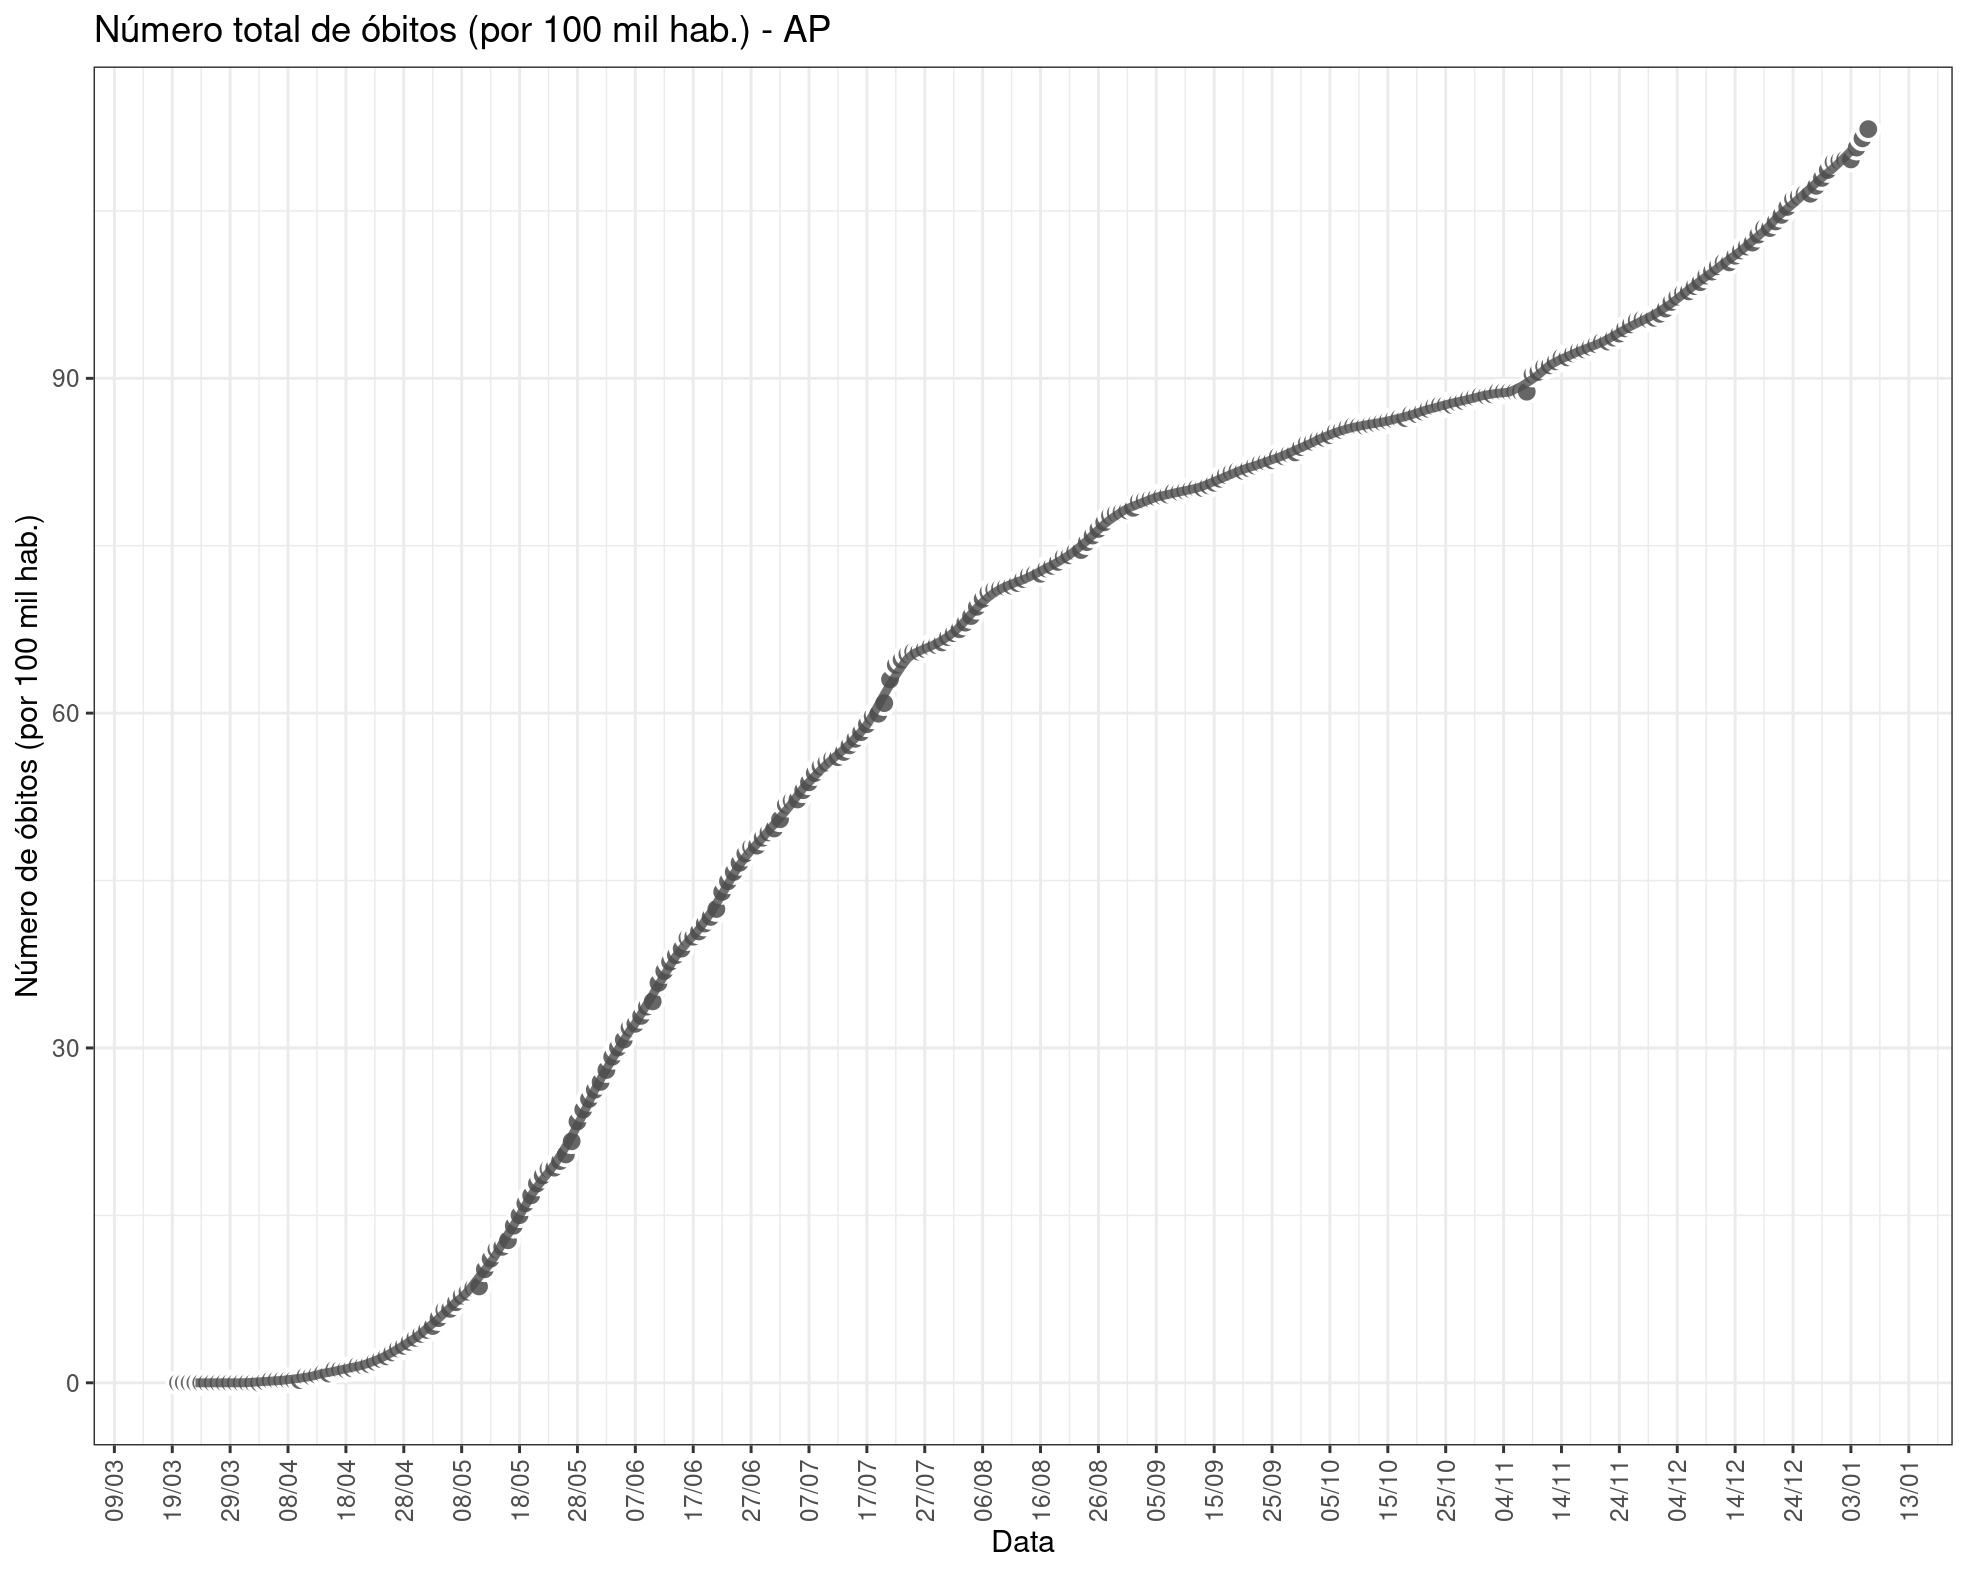 Número total de óbitos (por 100 mil hab.) - AP
Número de óbitos (por 100 mil hab.)
90
60
30
0
09/03 19/03 29/03 08/04 18/04 28/04 08/05 18/05 28/05 07/06 17/06 27/06 07/07 17/07 27/07 06/08 16/08 26/08 05/09 15/09 25/09 05/10 15/10 25/10 04/11 14/11 24/11 04/12 14/12 24/12 03/01 13/01
Data